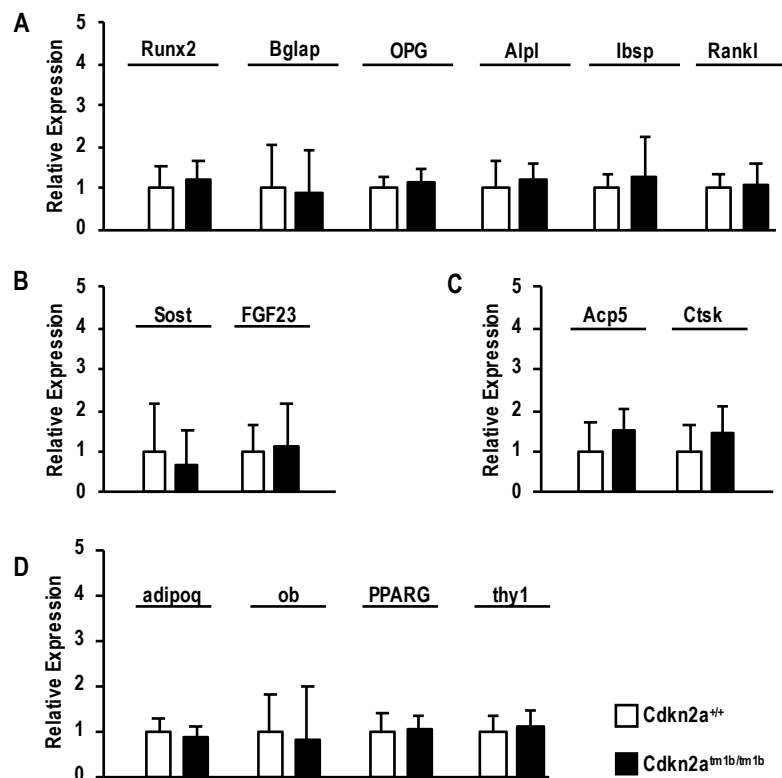 A
Relative Expression
5
4
3
2
1
0
Runx2 Bglap OPG Alpl Ibsp Rankl
B
Relative Expression
5
4
3
2
1
0
Sost FGF23
C
Relative Expression
5
4
3
2
1
0
Acp5 Ctsk
D
Relative Expression
5
4
3
2
1
0
adipoq ob PPARG thy1
Cdkn2a+/+
Cdkn2atm1b/tm1b